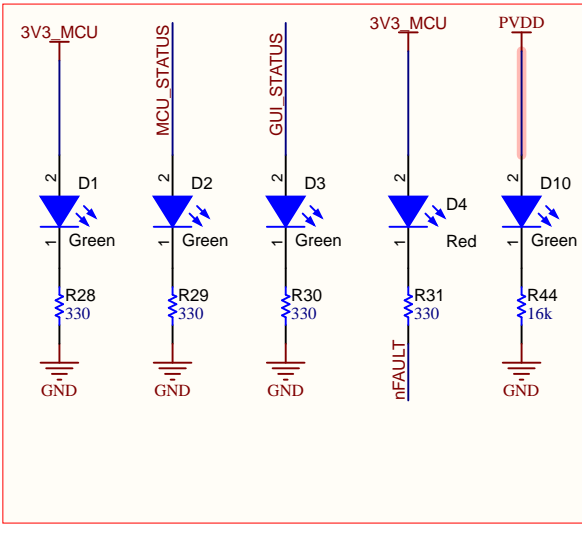 3V3_MCU
MCU_STATUS
GUI_STATUS
3V3_MCU
PVDD
2
D1
1
Green
2
D2
1
Green
2
D3
1
Green
2
D4
1
Red
2
D10
1
Green
R28
330
R29
330
R30
330
R31
330
R44
16k
GND
GND
GND
nFAULT
GND